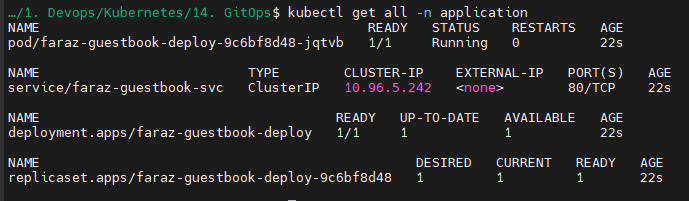 …/1. Devops/Kubernetes/14. GitOps$ kubectl get all -n application
NAME READY STATUS RESTARTS AGE
pod/faraz-guestbook-deploy-9c6bf8d48-jqtvb 1/1 Running 0 22s
NAME TYPE CLUSTER-IP EXTERNAL-IP PORT(S) AGE
service/faraz-guestbook-svc ClusterIP 10.96.5.242 <none> 80/TCP 22s
NAME READY UP-TO-DATE AVAILABLE AGE
deployment.apps/faraz-guestbook-deploy 1/1 1 1 22s
NAME DESIRED CURRENT READY AGE
replicaset.apps/faraz-guestbook-deploy-9c6bf8d48 1 1 1 22s